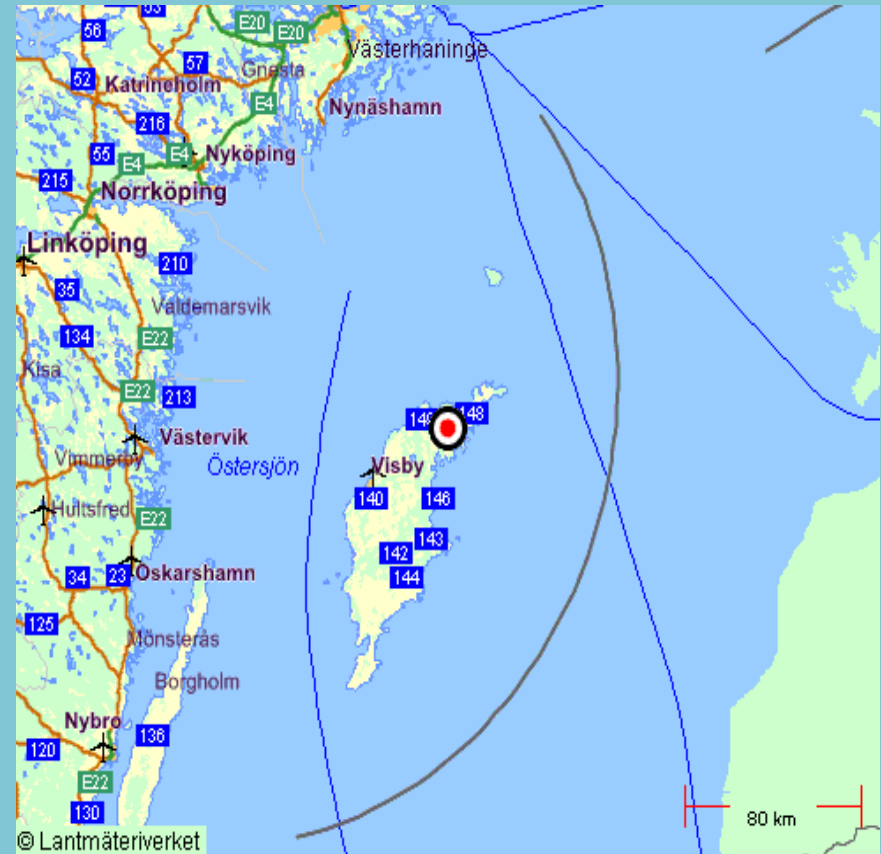 53
E20
E20
56
Västerhaninge
57
Gnesta
52
Katrineholm
E4
Nynäshamn
216
55
E4
E4
Nyköping
215
Norrköping
Linköping
210
35
Valdemarsvik
134
E22
Kisa
E22
213
149
148
Västervik
Vimmerby
Östersjön
Visby
140
146
Hultsfred
E22
143
142
34
23
Oskarshamn
144
125
Mönsterås
Borgholm
Nybro
136
120
E22
130
80 km
© Lantmäteriverket